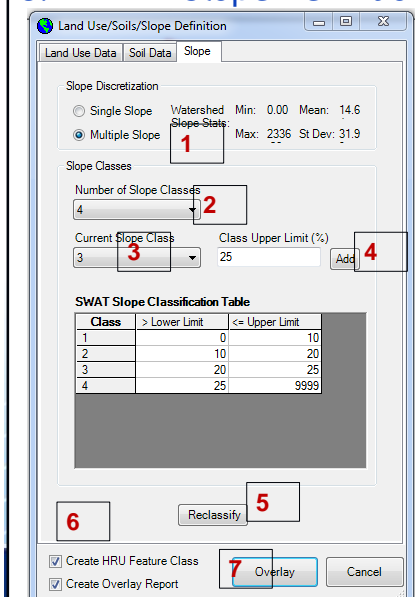 Land Use/Soils/Slope Definition
Land Use Data Soil Data Slope
Slope Discretization
Single Slope Watershed Min: 0.00 Mean: 14.6
Slope Stats:
Multiple Slope Max: 2336 St Dev: 31.9
1
Slope Classes
Number of Slope Classes
4 2
Current Slope Class Class Upper Limit (%)
3 3 25 Add 4
SWAT Slope Classification Table
Class > Lower Limit <= Upper Limit
1 0 10
2 10 20
3 20 25
4 25 9999
5
Reclassify
6
Create HRU Feature Class 7 Overlay Cancel
Create Overlay Report